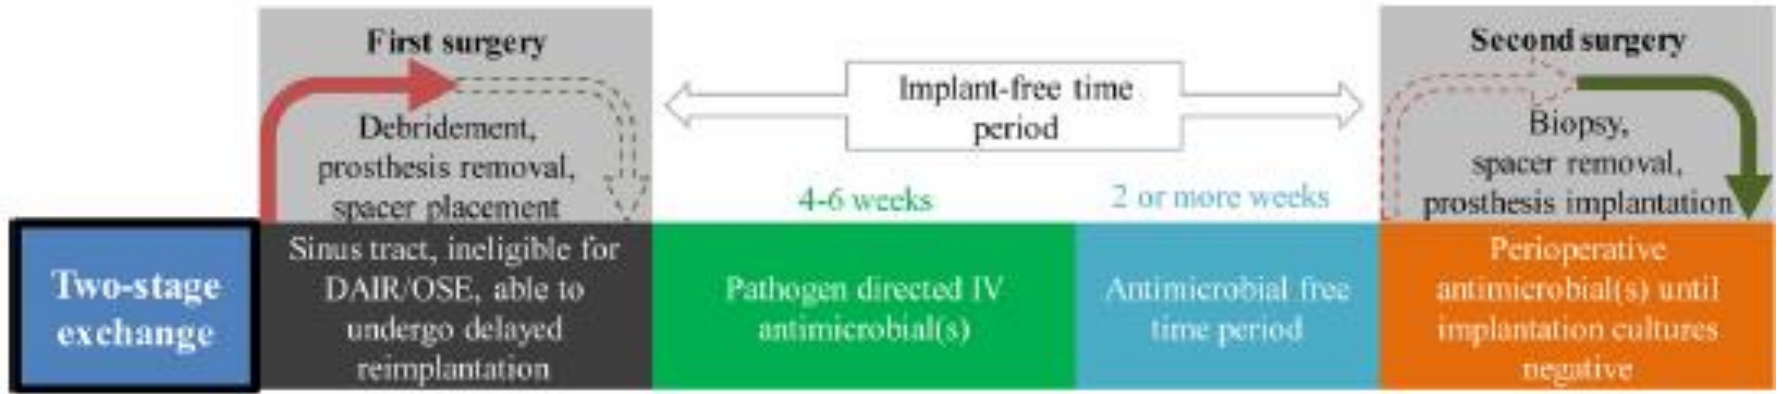 First surgery
Debridement,
prosthesis removal,
spacer placement
Implant-free time
period
4-6 weeks
2 or more weeks
Second surgery
Biopsy,
spacer removal,
prosthesis implantation
Two-stage
exchange
Sinus tract, ineligible for
DAIR/OSE, able to
undergo delayed
reimplantation
Pathogen directed IV
antimicrobial(s)
Antimicrobial free
time period
Perioperative
antimicrobial(s) until
implantation cultures
negative